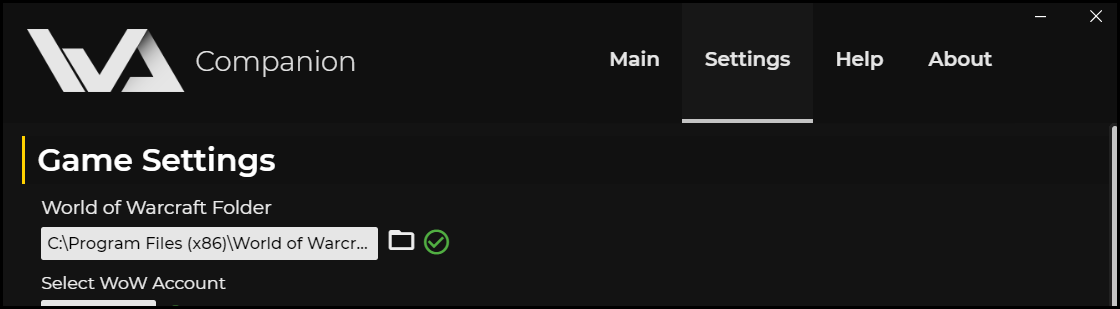 WA Companion
Main Settings Help About
Game Settings
World of Warcraft Folder
C:\Program Files (x86)\World of Warcr...
Select WoW Account